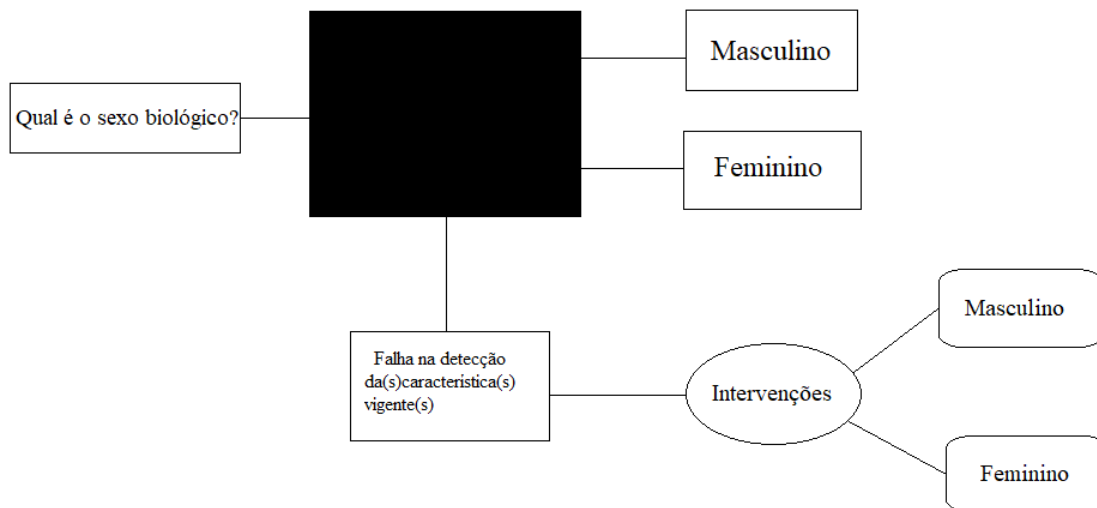 Qual é o sexo biológico?
Masculino
Feminino
Falha na detecção
da(s)caracteristica(s)
vigente(s)
Intervenções
Masculino
Feminino